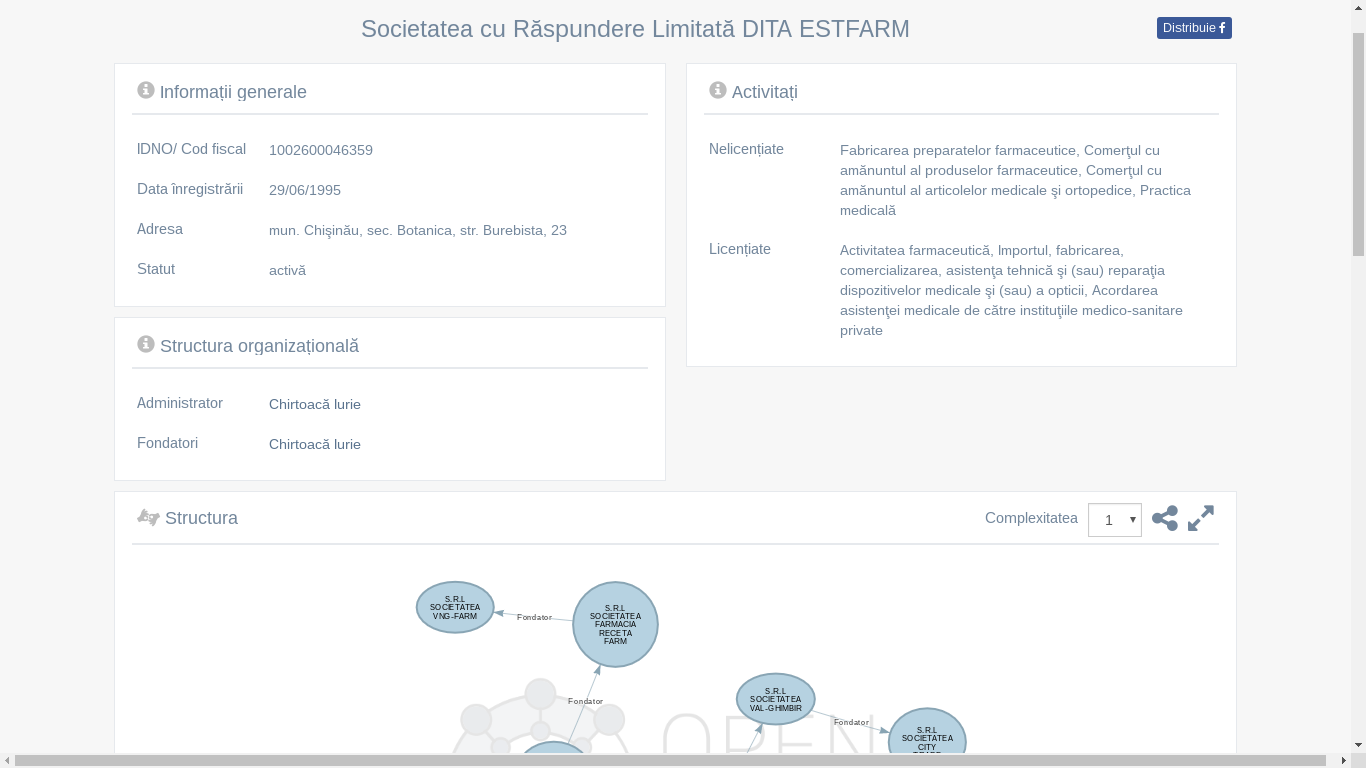 Societatea cu Răspundere Limitată DITA ESTFARM
Distribuie
Informații generale
IDNO/ Cod fiscal 1002600046359
Data înregistrării 29/06/1995
Adresa mun. Chişinău, sec. Botanica, str. Burebista, 23
Statut activă
Structura organizațională
Administrator Chirtoacă Iurie
Fondatori Chirtoacă Iurie
Activitați
Nelicențiate Fabricarea preparatelor farmaceutice, Comerţul cu
amănuntul al produselor farmaceutice, Comerţul cu
amănuntul al articolelor medicale şi ortopedice, Practica
medicală
Licențiate Activitatea farmaceutică, Importul, fabricarea,
comercializarea, asistenţa tehnică şi (sau) reparaţia
dispozitivelor medicale şi (sau) a opticii, Acordarea
asistenţei medicale de către instituţiile medico-sanitare
private
Structura
Complexitatea 1
S.R.L
SOCIETATEA
VNG-FARM
Fondator
S.R.L
SOCIETATEA
FARMACIA
RECETA
FARM
Fondator
S.R.L
SOCIETATEA
VAL-GHIMBIR
Fondator
S.R.L
SOCIETATEA
CITY
OPEN